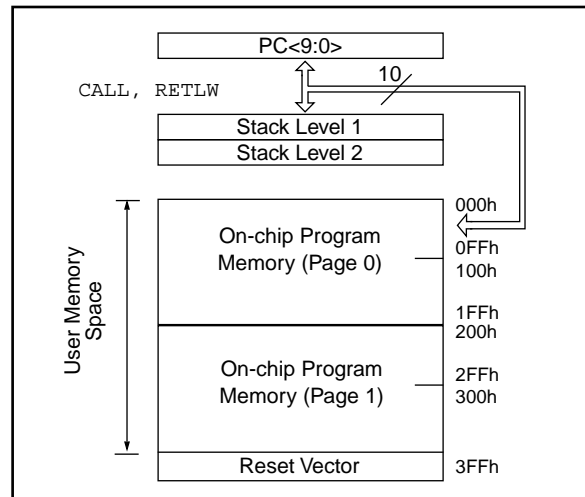 PC<9:0>
10
CALL, RETLW
Stack Level 1
Stack Level 2
User Memory
Space
000h
On-chip Program
Memory (Page 0)
0FFh
100h
1FFh
200h
On-chip Program
Memory (Page 1)
2FFh
300h
Reset Vector
3FFh